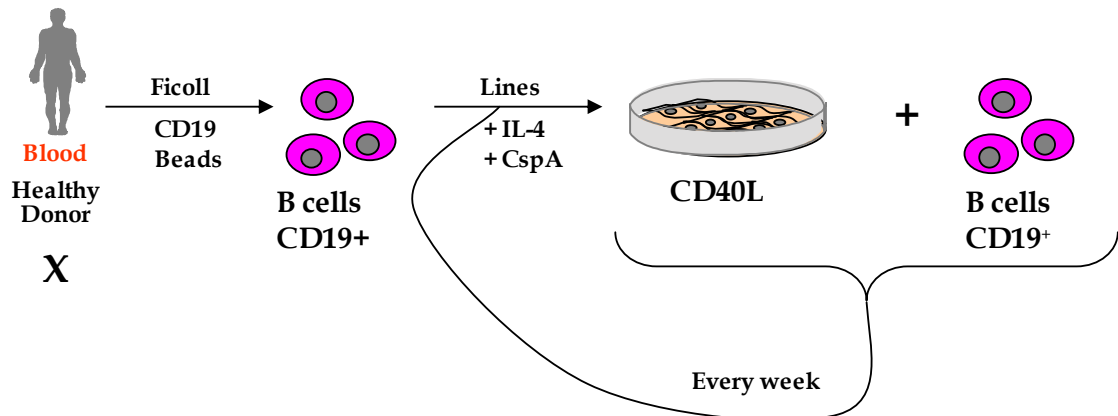 Blood
Healthy
Donor
X
Ficoll
CD19
Beads
B cells
CD19+
Lines
+ IL-4
+ CspA
CD40L
+
B cells
CD19⁺
Every week